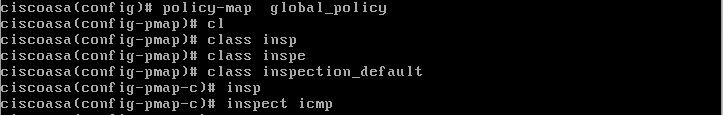 ciscoasa(config)# policy-map  global_policy
ciscoasa(config-pmap)# cl
ciscoasa(config-pmap)# class insp
ciscoasa(config-pmap)# class inspe
ciscoasa(config-pmap)# class inspection_default
ciscoasa(config-pmap-c)# insp
ciscoasa(config-pmap-c)# inspect icmp